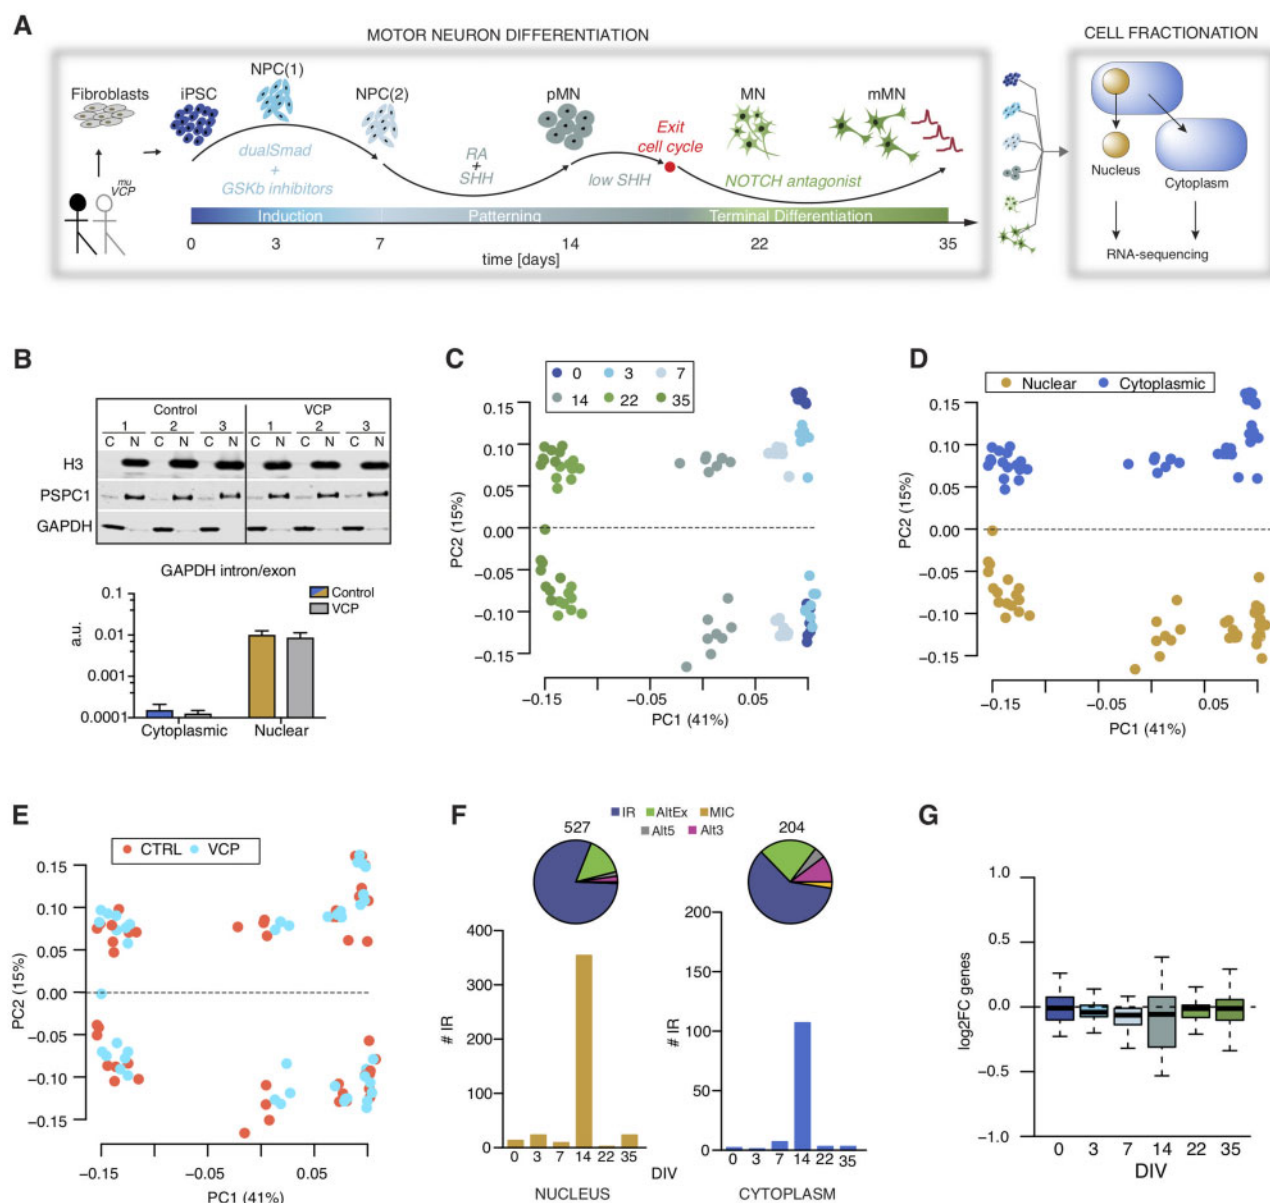 A
MOTOR NEURON DIFFERENTIATION
CELL FRACTIONATION
Fibroblasts
iPSC
NPC(1)
NPC(2)
pMN
MN
mMN
Exit
cell cycle
dualSmad
+
GSKb inhibitors
RA
+
SHH
low SHH
NOTCH antagonist
mu
VCP
Induction
Patterning
Terminal Differentiation
0 3 7 14 22 35
time [days]
Nucleus
Cytoplasm
RNA-sequencing
B
Control VCP
1 2 3 1 2 3
C N C N C N C N C N C N
H3
PSPC1
GAPDH
GAPDH intron/exon
Control
VCP
a.u.
0.1
0.01
0.001
0.0001
Cytoplasmic Nuclear
C
0 3 7
14 22 35
PC2 (15%)
0.15
0.10
0.05
0.00
−0.05
−0.10
−0.15
−0.15 −0.05 0.05
PC1 (41%)
D
Nuclear Cytoplasmic
PC2 (15%)
0.15
0.10
0.05
0.00
−0.05
−0.10
−0.15
−0.15 −0.05 0.05
PC1 (41%)
E
CTRL VCP
PC2 (15%)
0.15
0.10
0.05
0.00
−0.05
−0.10
−0.15
−0.15 −0.05 0.05
PC1 (41%)
F
IR AltEx MIC
Alt5 Alt3
527
204
# IR
400
300
200
100
0
0 3 7 14 22 35
NUCLEUS
DIV
# IR
200
150
100
50
0
0 3 7 14 22 35
CYTOPLASM
G
log2FC genes
1.0
0.5
0.0
−0.5
−1.0
0 3 7 14 22 35
DIV